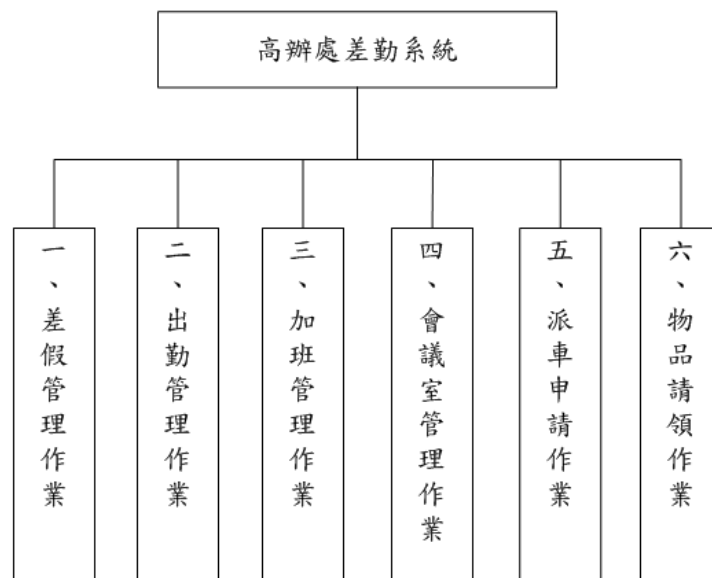 高辦處差勤系統
一、差假管理作業
二、出勤管理作業
三、加班管理作業
四、會議室管理作業
五、派車申請作業
六、物品請領作業